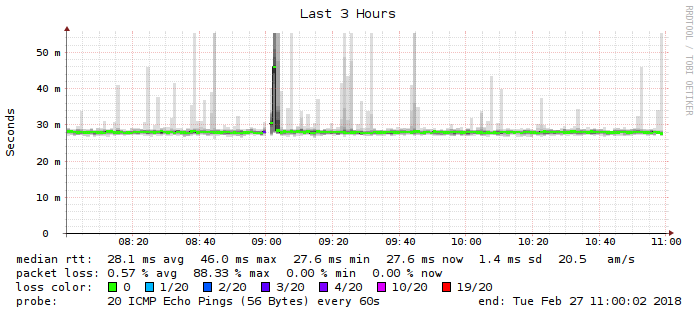 Last 3 Hours
RRDTOOL / TOBI OETIKER
Seconds
50 m
40 m
30 m
20 m
10 m
0
08:20 08:40 09:00 09:20 09:40 10:00 10:20 10:40 11:00
median rtt: 28.1 ms avg 46.0 ms max 27.6 ms min 27.6 ms now 1.4 ms sd 20.5 am/s
packet loss: 0.57 % avg 88.33 % max 0.00 % min 0.00 % now
loss color: 0 1/20 2/20 3/20 4/20 10/20 19/20
probe: 20 ICMP Echo Pings (56 Bytes) every 60s end: Tue Feb 27 11:00:02 2018